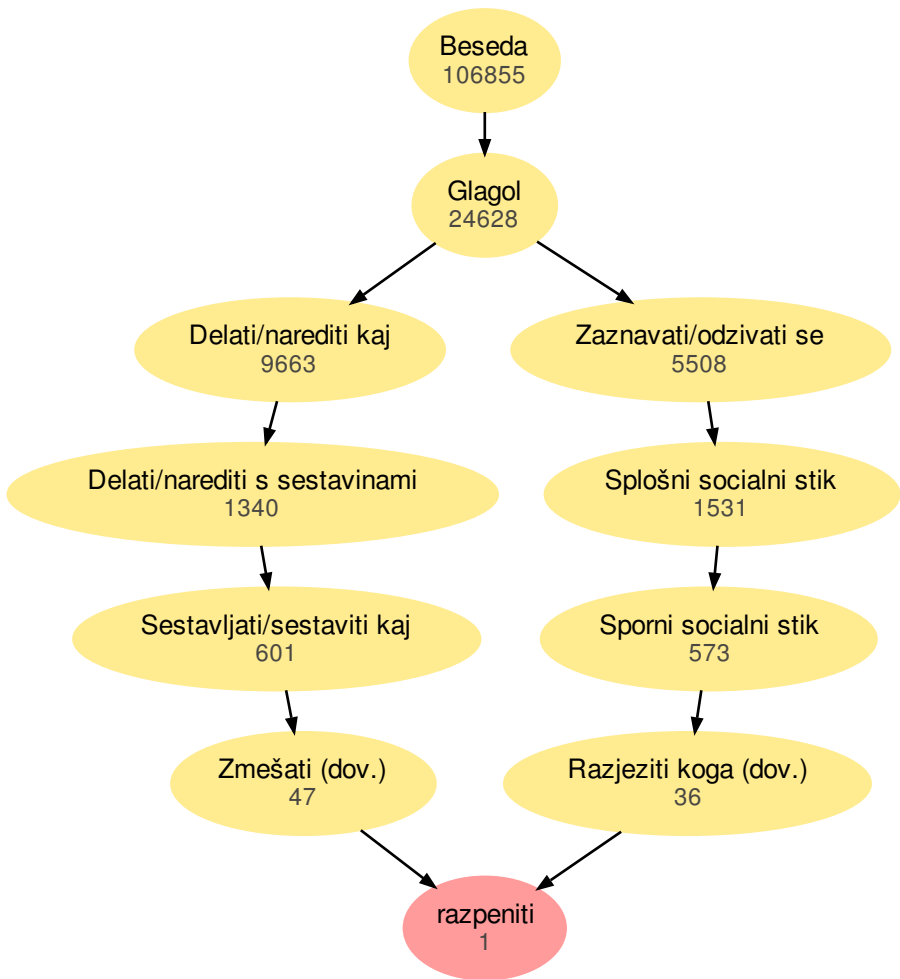 Beseda
106855
Glagol
24628
Delati/narediti kaj
9663
Zaznavati/odzivati se
5508
Delati/narediti s sestavinami
1340
Splošni socialni stik
1531
Sestavljati/sestaviti kaj
601
Sporni socialni stik
573
Zmešati (dov.)
47
Razjeziti koga (dov.)
36
razpeniti
1